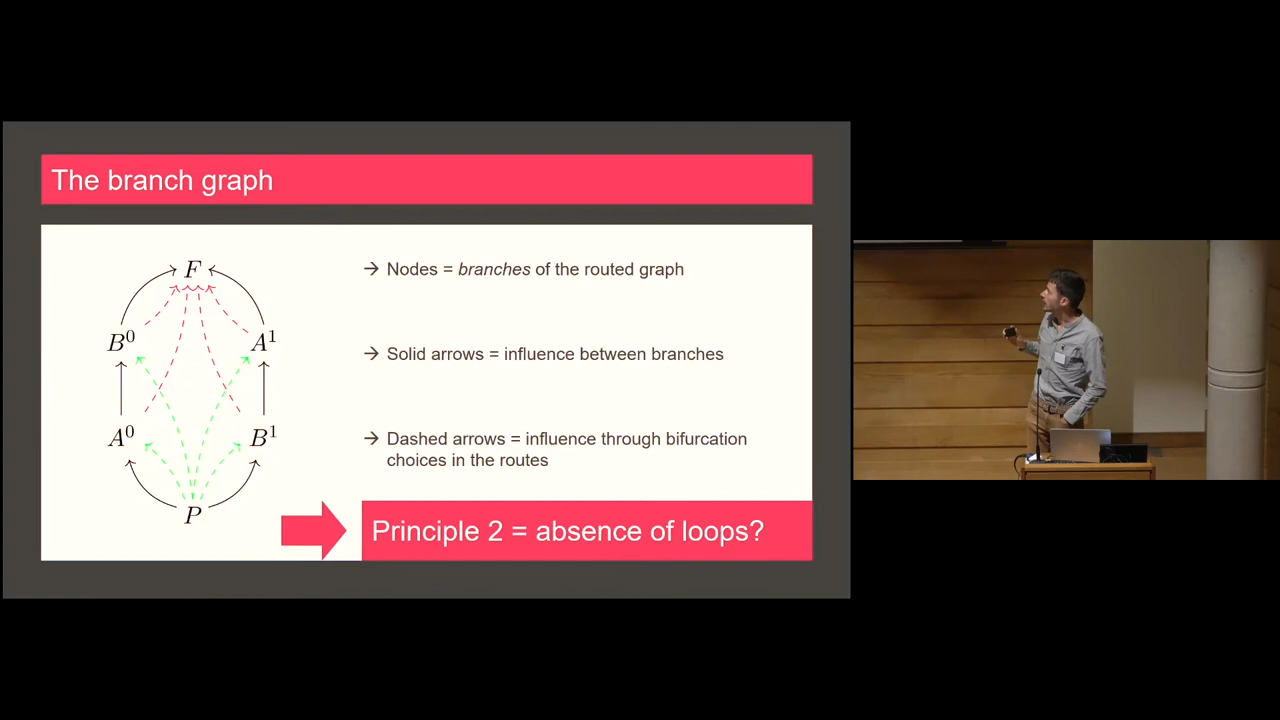 The branch graph
F
B⁰ A¹
A⁰ B¹
P
→ Nodes = branches of the routed graph
→ Solid arrows = influence between branches
→ Dashed arrows = influence through bifurcation
choices in the routes
Principle 2 = absence of loops?